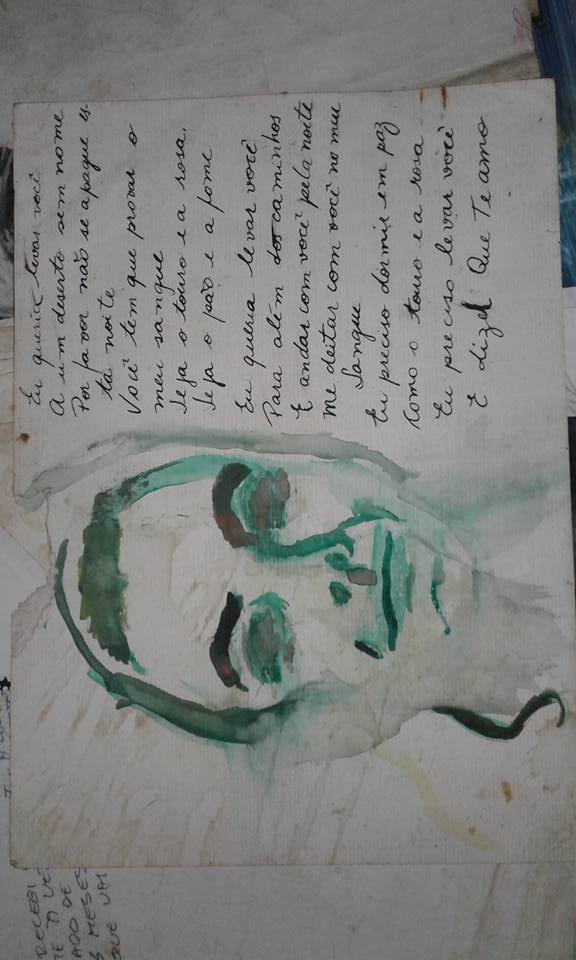 RECEBI
TE TI VE
ADO DE
MESES
QUE UM
Eu queria levar você
A um deserto sem nome
Por favor não se apague es-
ta noite
Você tem que provar o
meu sangue
Seja o touro e a rosa,
Seja o pão e a fome
Eu queria levar você
Para além dos caminhos
E andar com você pela noite
Me deitar com você no meu
Sangue
Eu preciso dormir em paz
Como o touro e a rosa
Eu preciso levar você
E dizer Que Te amo